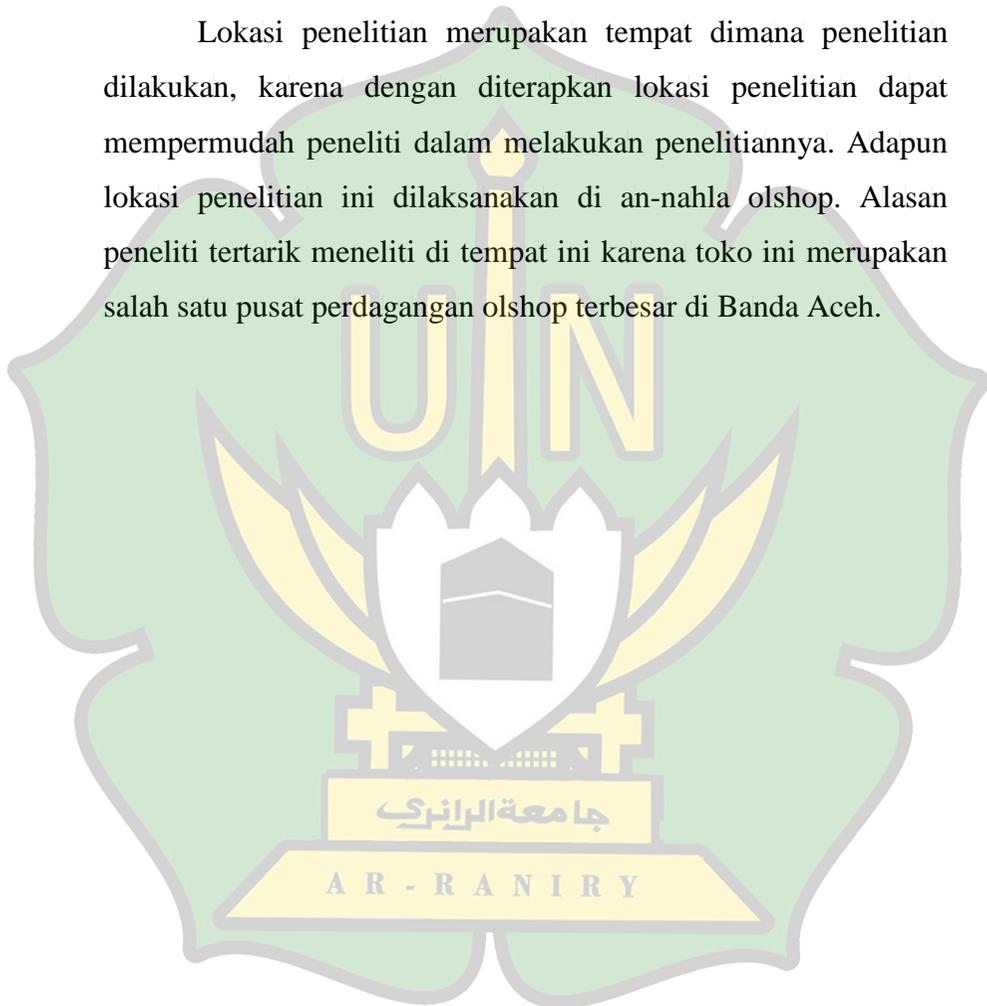 Lokasi penelitian merupakan tempat dimana penelitian
dilakukan, karena dengan diterapkan lokasi penelitian dapat
mempermudah peneliti dalam melakukan penelitiannya. Adapun
lokasi penelitian ini dilaksanakan di an-nahla olshop. Alasan
peneliti tertarik meneliti di tempat ini karena toko ini merupakan
salah satu pusat perdagangan olshop terbesar di Banda Aceh.
UIN
جامعة الرانري
AR-RANIRY